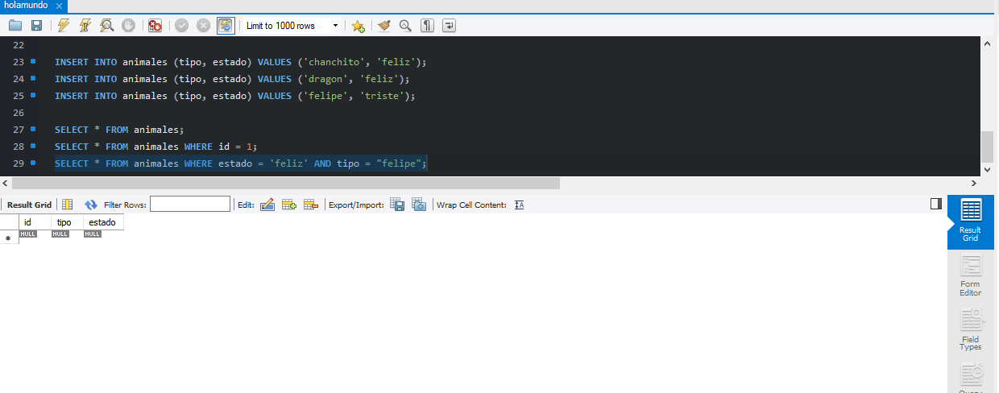 holamundo
Limit to 1000 rows
22
23 INSERT INTO animales (tipo, estado) VALUES ('chanchito', 'feliz');
24 INSERT INTO animales (tipo, estado) VALUES ('dragon', 'feliz');
25 INSERT INTO animales (tipo, estado) VALUES ('felipe', 'triste');
26
27 SELECT * FROM animales;
28 SELECT * FROM animales WHERE id = 1;
29 SELECT * FROM animales WHERE estado = 'feliz' AND tipo = "felipe";
Result Grid Filter Rows: Edit: Export/Import: Wrap Cell Content:
id tipo estado
NULL NULL NULL
Result
Grid
Form
Editor
Field
Types